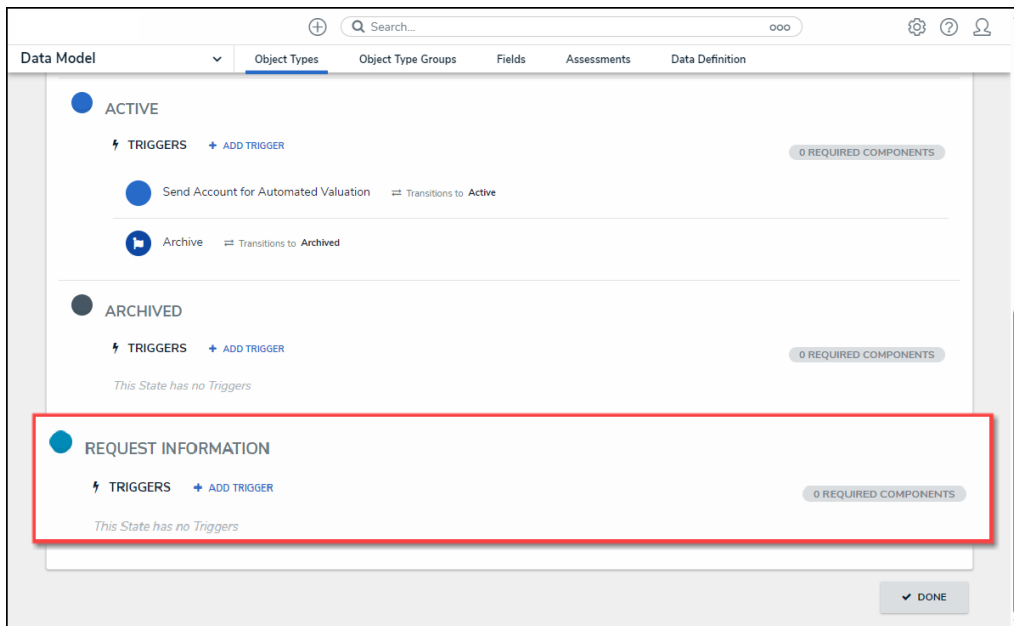 Search...
Data Model Object Types Object Type Groups Fields Assessments Data Definition
ACTIVE
TRIGGERS + ADD TRIGGER
0 REQUIRED COMPONENTS
Send Account for Automated Valuation Transitions to Active
Archive Transitions to Archived
ARCHIVED
TRIGGERS + ADD TRIGGER
0 REQUIRED COMPONENTS
This State has no Triggers
REQUEST INFORMATION
TRIGGERS + ADD TRIGGER
0 REQUIRED COMPONENTS
This State has no Triggers
DONE